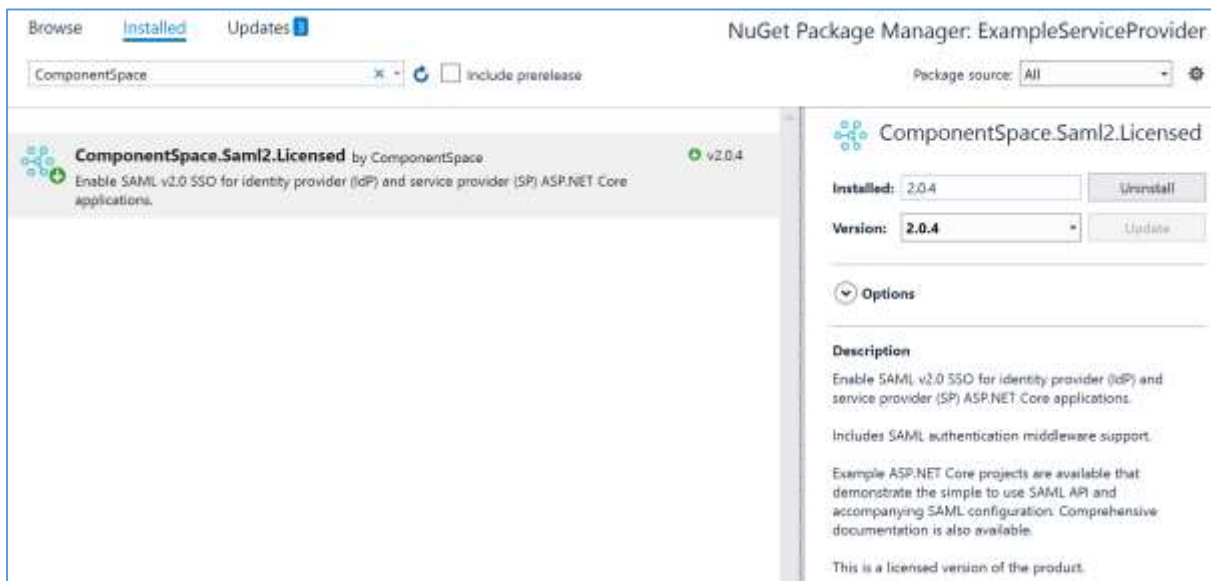 Browse Installed Updates 3
NuGet Package Manager: ExampleServiceProvider
ComponentSpace Include prerelease
Package source: All
ComponentSpace.Saml2.Licensed by ComponentSpace v2.0.4
Enable SAML v2.0 SSO for identity provider (IdP) and service provider (SP) ASP.NET Core
applications.
ComponentSpace.Saml2.Licensed
Installed: 2.0.4 Uninstall
Version: 2.0.4 Update
Options
Description
Enable SAML v2.0 SSO for identity provider (IdP) and
service provider (SP) ASP.NET Core applications.
Includes SAML authentication middleware support.
Example ASP.NET Core projects are available that
demonstrate the simple to use SAML API and
accompanying SAML configuration. Comprehensive
documentation is also available.
This is a licensed version of the product.